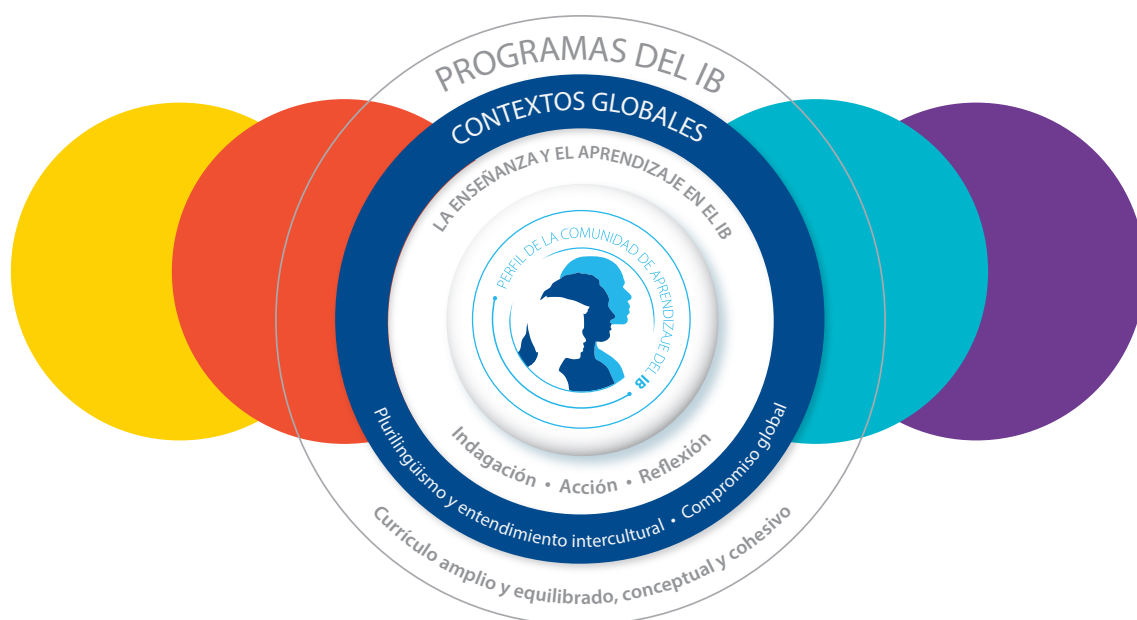 PROGRAMAS DEL IB
CONTEXTOS GLOBALES
LA ENSEÑANZA Y EL APRENDIZAJE EN EL IB
PERFIL DE LA COMUNIDAD DE APRENDIZAJE DEL IB
Indagación • Acción • Reflexión
Plurilingüismo y entendimiento intercultural • Compromiso global
Currículo amplio y equilibrado, conceptual y cohesivo